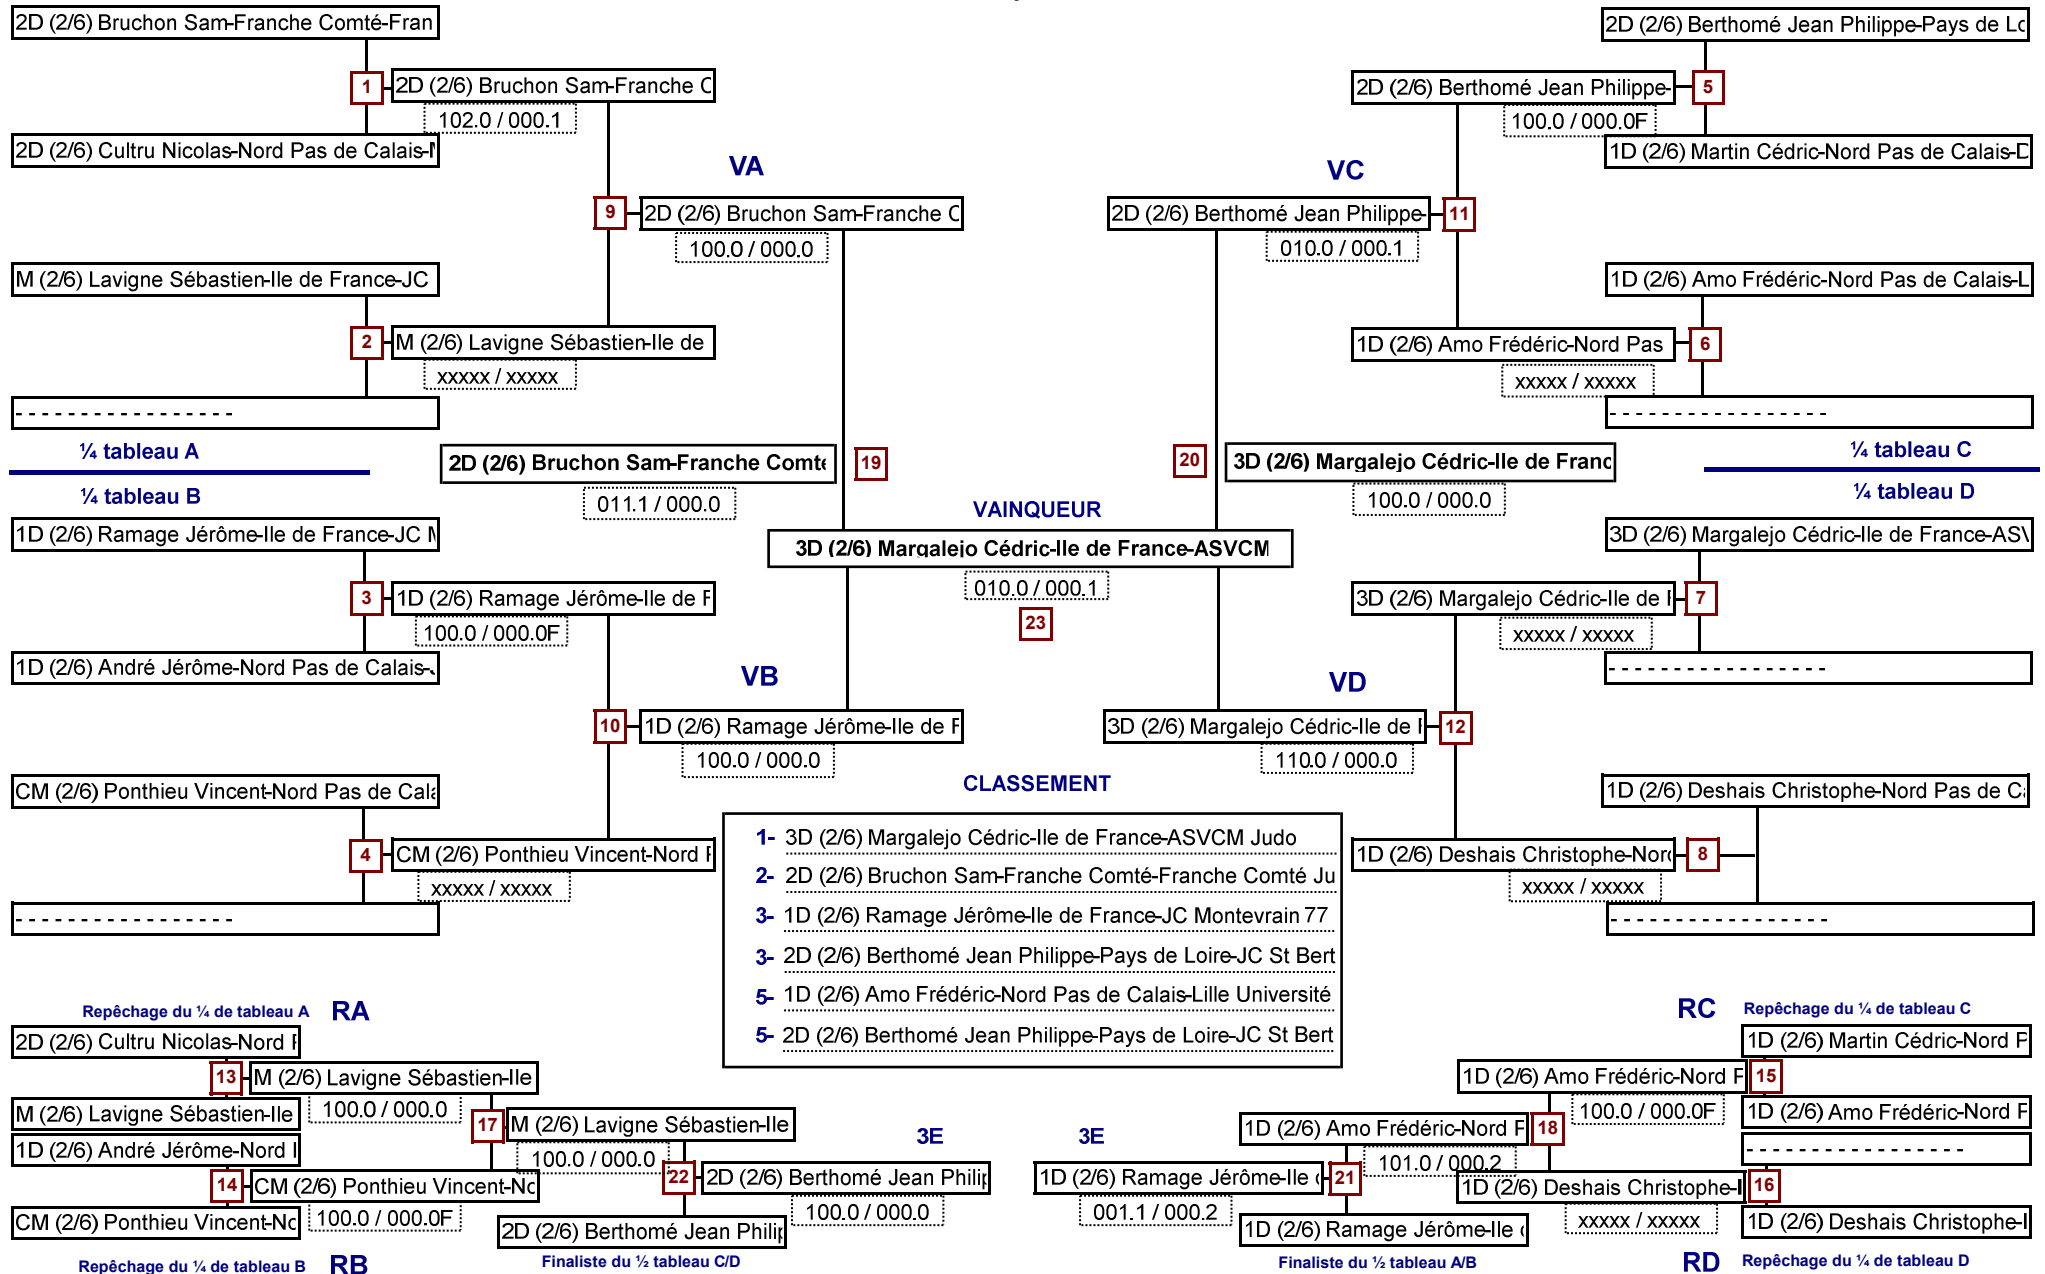 2D (2/6) Bruchon Sam-Franche Comté-Fran
2D (2/6) Berthomé Jean Philippe-Pays de Lo
1
2D (2/6) Bruchon Sam-Franche C
2D (2/6) Berthomé Jean Philippe-
5
102.0 / 000.1
100.0 / 000.0F
2D (2/6) Cultru Nicolas-Nord Pas de Calais-
1D (2/6) Martin Cédric-Nord Pas de Calais-D
VA
VC
9
2D (2/6) Bruchon Sam-Franche C
2D (2/6) Berthomé Jean Philippe-
11
100.0 / 000.0
010.0 / 000.1
M (2/6) Lavigne Sébastien-Ile de France-JC
1D (2/6) Amo Frédéric-Nord Pas de Calais-L
2
M (2/6) Lavigne Sébastien-Ile de
1D (2/6) Amo Frédéric-Nord Pas
6
xxxxx / xxxxx
xxxxx / xxxxx
- - - - - - - - - - - - - - - - -
- - - - - - - - - - - - - - - - -
¼ tableau A
2D (2/6) Bruchon Sam-Franche Comte
19
20
3D (2/6) Margalejo Cédric-Ile de Franc
¼ tableau C
¼ tableau B
011.1 / 000.0
100.0 / 000.0
¼ tableau D
VAINQUEUR
1D (2/6) Ramage Jérôme-Ile de France-JC M
3D (2/6) Margalejo Cédric-Ile de France-ASVCM
3D (2/6) Margalejo Cédric-Ile de France-ASV
010.0 / 000.1
3
1D (2/6) Ramage Jérôme-Ile de F
3D (2/6) Margalejo Cédric-Ile de F
7
23
100.0 / 000.0F
xxxxx / xxxxx
1D (2/6) André Jérôme-Nord Pas de Calais-
- - - - - - - - - - - - - - - - -
VB
VD
10
1D (2/6) Ramage Jérôme-Ile de F
3D (2/6) Margalejo Cédric-Ile de F
12
100.0 / 000.0
110.0 / 000.0
CLASSEMENT
CM (2/6) Ponthieu Vincent-Nord Pas de Cala
1D (2/6) Deshais Christophe-Nord Pas de Ca
1- 3D (2/6) Margalejo Cédric-Ile de France-ASVCM Judo
4
CM (2/6) Ponthieu Vincent-Nord P
1D (2/6) Deshais Christophe-Nord
8
2- 2D (2/6) Bruchon Sam-Franche Comté-Franche Comté Ju
xxxxx / xxxxx
xxxxx / xxxxx
3- 1D (2/6) Ramage Jérôme-Ile de France-JC Montevrain 77
- - - - - - - - - - - - - - - - -
- - - - - - - - - - - - - - - - -
3- 2D (2/6) Berthomé Jean Philippe-Pays de Loire-JC St Bert
5- 1D (2/6) Amo Frédéric-Nord Pas de Calais-Lille Université
5- 2D (2/6) Berthomé Jean Philippe-Pays de Loire-JC St Bert
Repêchage du ¼ de tableau A RA
RC Repêchage du ¼ de tableau C
2D (2/6) Cultru Nicolas-Nord P
1D (2/6) Martin Cédric-Nord P
13
M (2/6) Lavigne Sébastien-Ile
1D (2/6) Amo Frédéric-Nord P
15
100.0 / 000.0
100.0 / 000.0F
M (2/6) Lavigne Sébastien-Ile
1D (2/6) Amo Frédéric-Nord P
17
M (2/6) Lavigne Sébastien-Ile
3E
3E
1D (2/6) Amo Frédéric-Nord P
18
1D (2/6) André Jérôme-Nord
- - - - - - - - - - - - - - - - -
100.0 / 000.0
101.0 / 000.2
14
CM (2/6) Ponthieu Vincent-No
22
2D (2/6) Berthomé Jean Philip
1D (2/6) Ramage Jérôme-Ile
21
1D (2/6) Deshais Christophe-
16
100.0 / 000.0F
100.0 / 000.0
001.1 / 000.2
xxxxx / xxxxx
CM (2/6) Ponthieu Vincent-No
2D (2/6) Berthomé Jean Philip
1D (2/6) Ramage Jérôme-Ile
1D (2/6) Deshais Christophe-
Repêchage du ¼ de tableau B RB
Finaliste du ½ tableau C/D
Finaliste du ½ tableau A/B
RD Repêchage du ¼ de tableau D